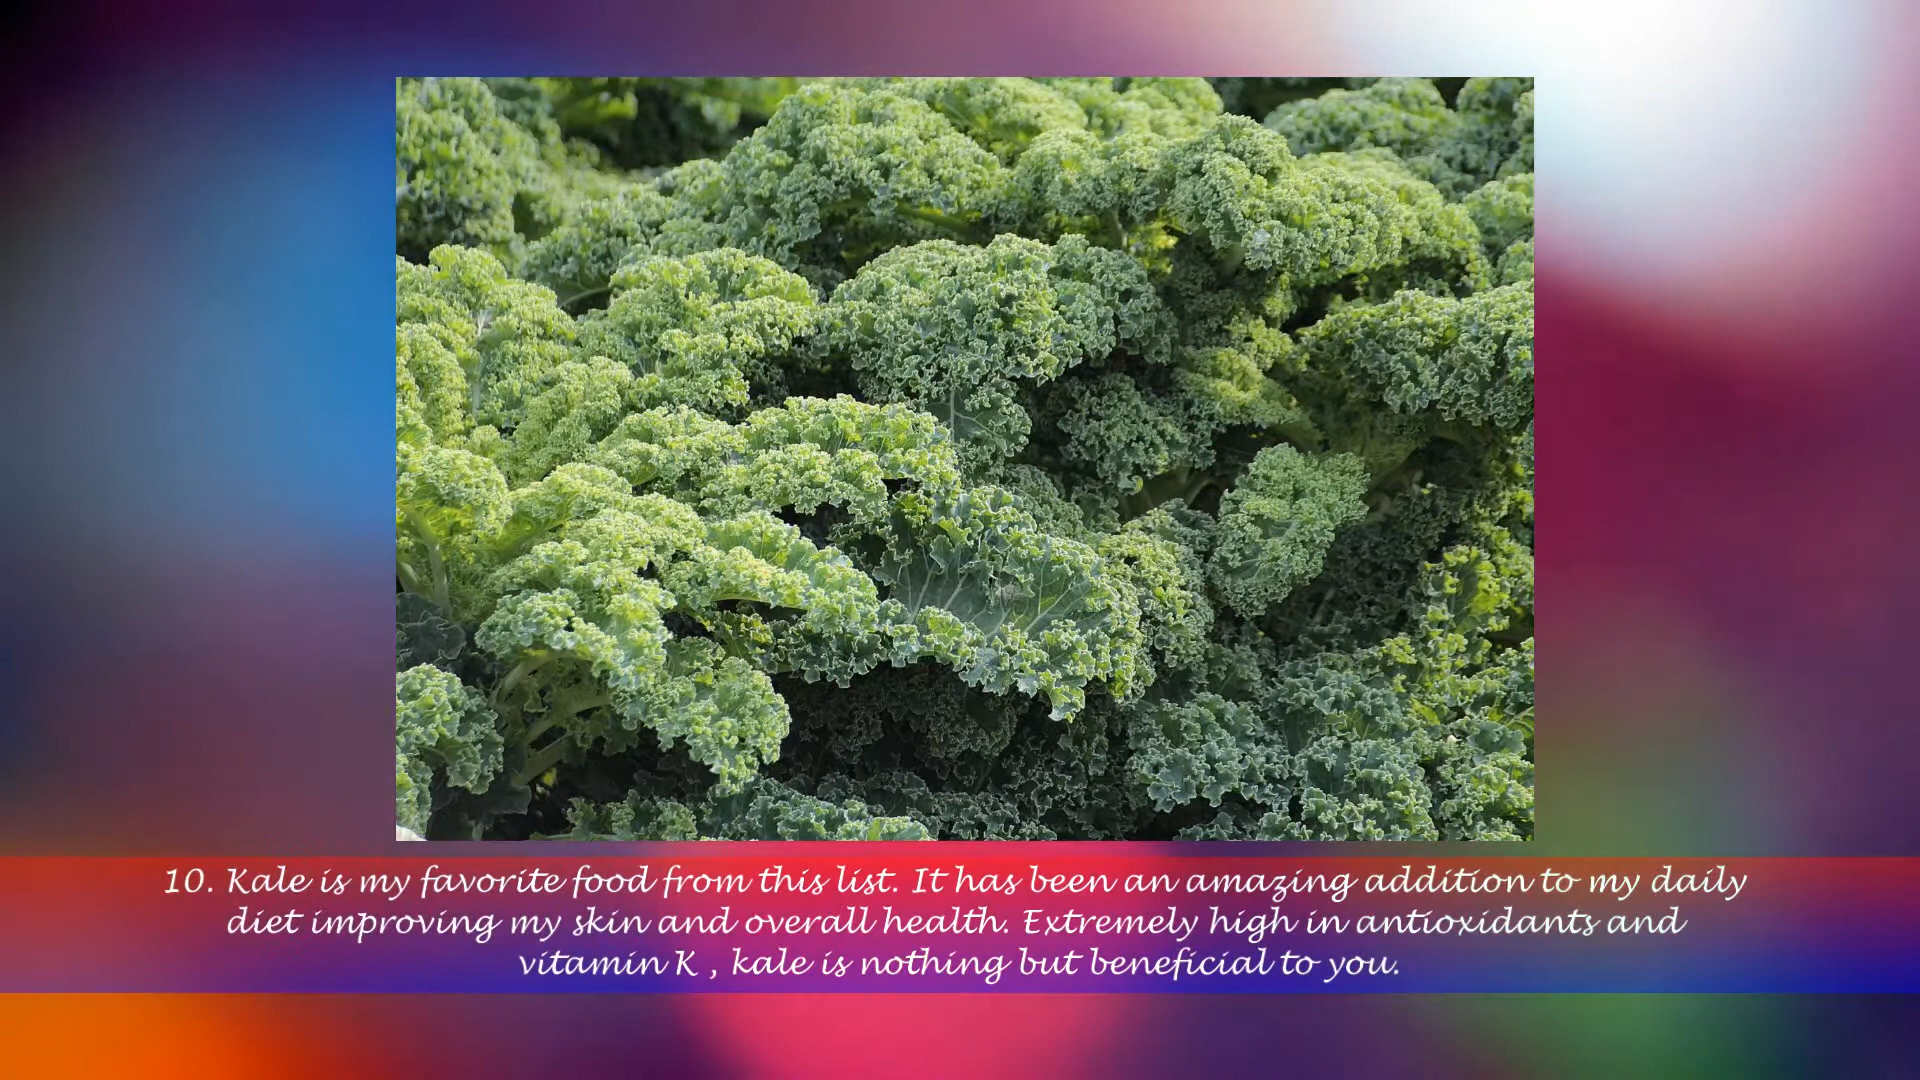 10. Kale is my favorite food from this list. It has been an amazing addition to my daily
diet improving my skin and overall health. Extremely high in antioxidants and
vitamin K , kale is nothing but beneficial to you.